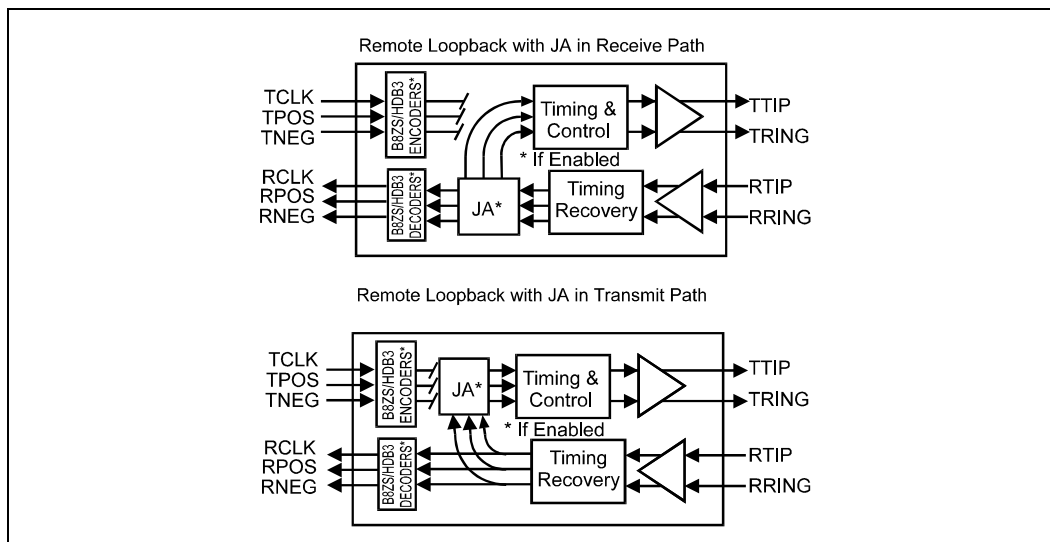 Remote Loopback with JA in Receive Path
TCLK
TPOS
TNEG
B8ZS/HDB3
ENCODERS*
Timing &
Control
TTIP
TRING
* If Enabled
RCLK
RPOS
RNEG
B8ZS/HDB3
DECODERS*
JA*
Timing
Recovery
RTIP
RRING
Remote Loopback with JA in Transmit Path
TCLK
TPOS
TNEG
B8ZS/HDB3
ENCODERS*
JA*
Timing &
Control
TTIP
TRING
* If Enabled
RCLK
RPOS
RNEG
B8ZS/HDB3
DECODERS*
Timing
Recovery
RTIP
RRING